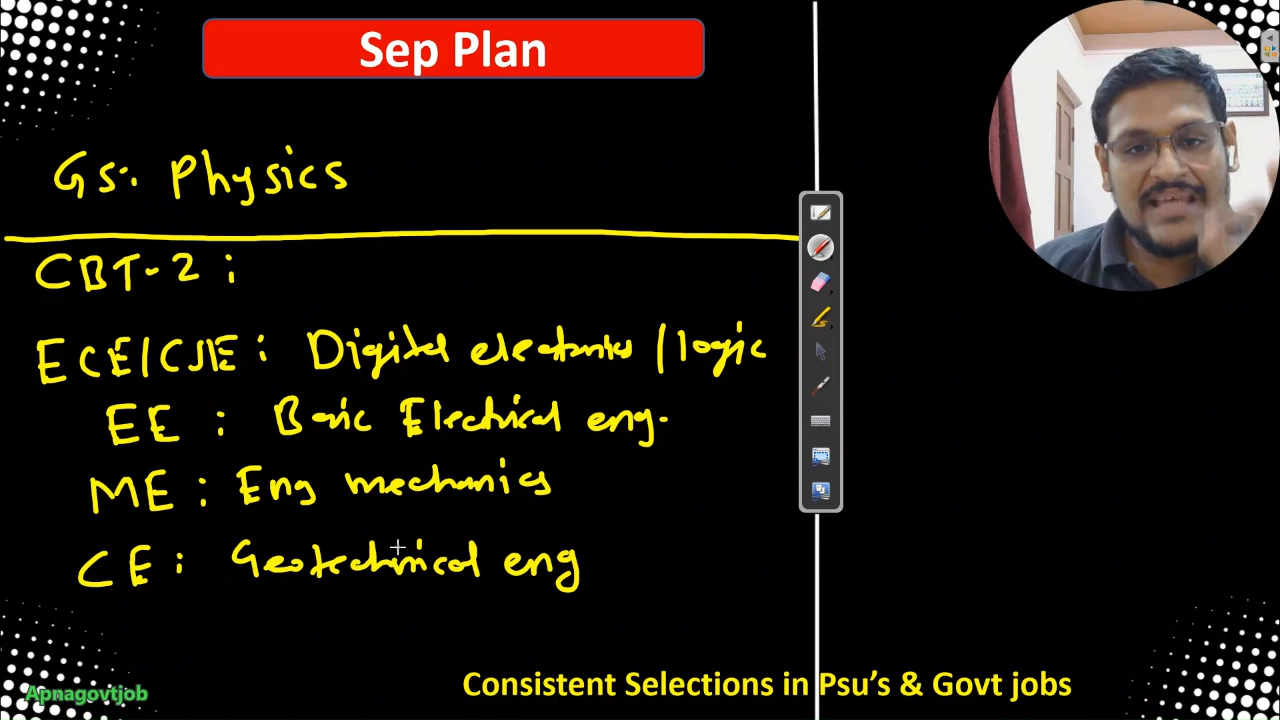 Sep Plan
Gs: Physics
CBT-2 :
ECE/CSE : Digital electronics / logic
EE : Basic Electrical eng.
ME : Eng mechanics
CE : Geotechnical eng
Apnagovtjob
Consistent Selections in Psu's & Govt jobs